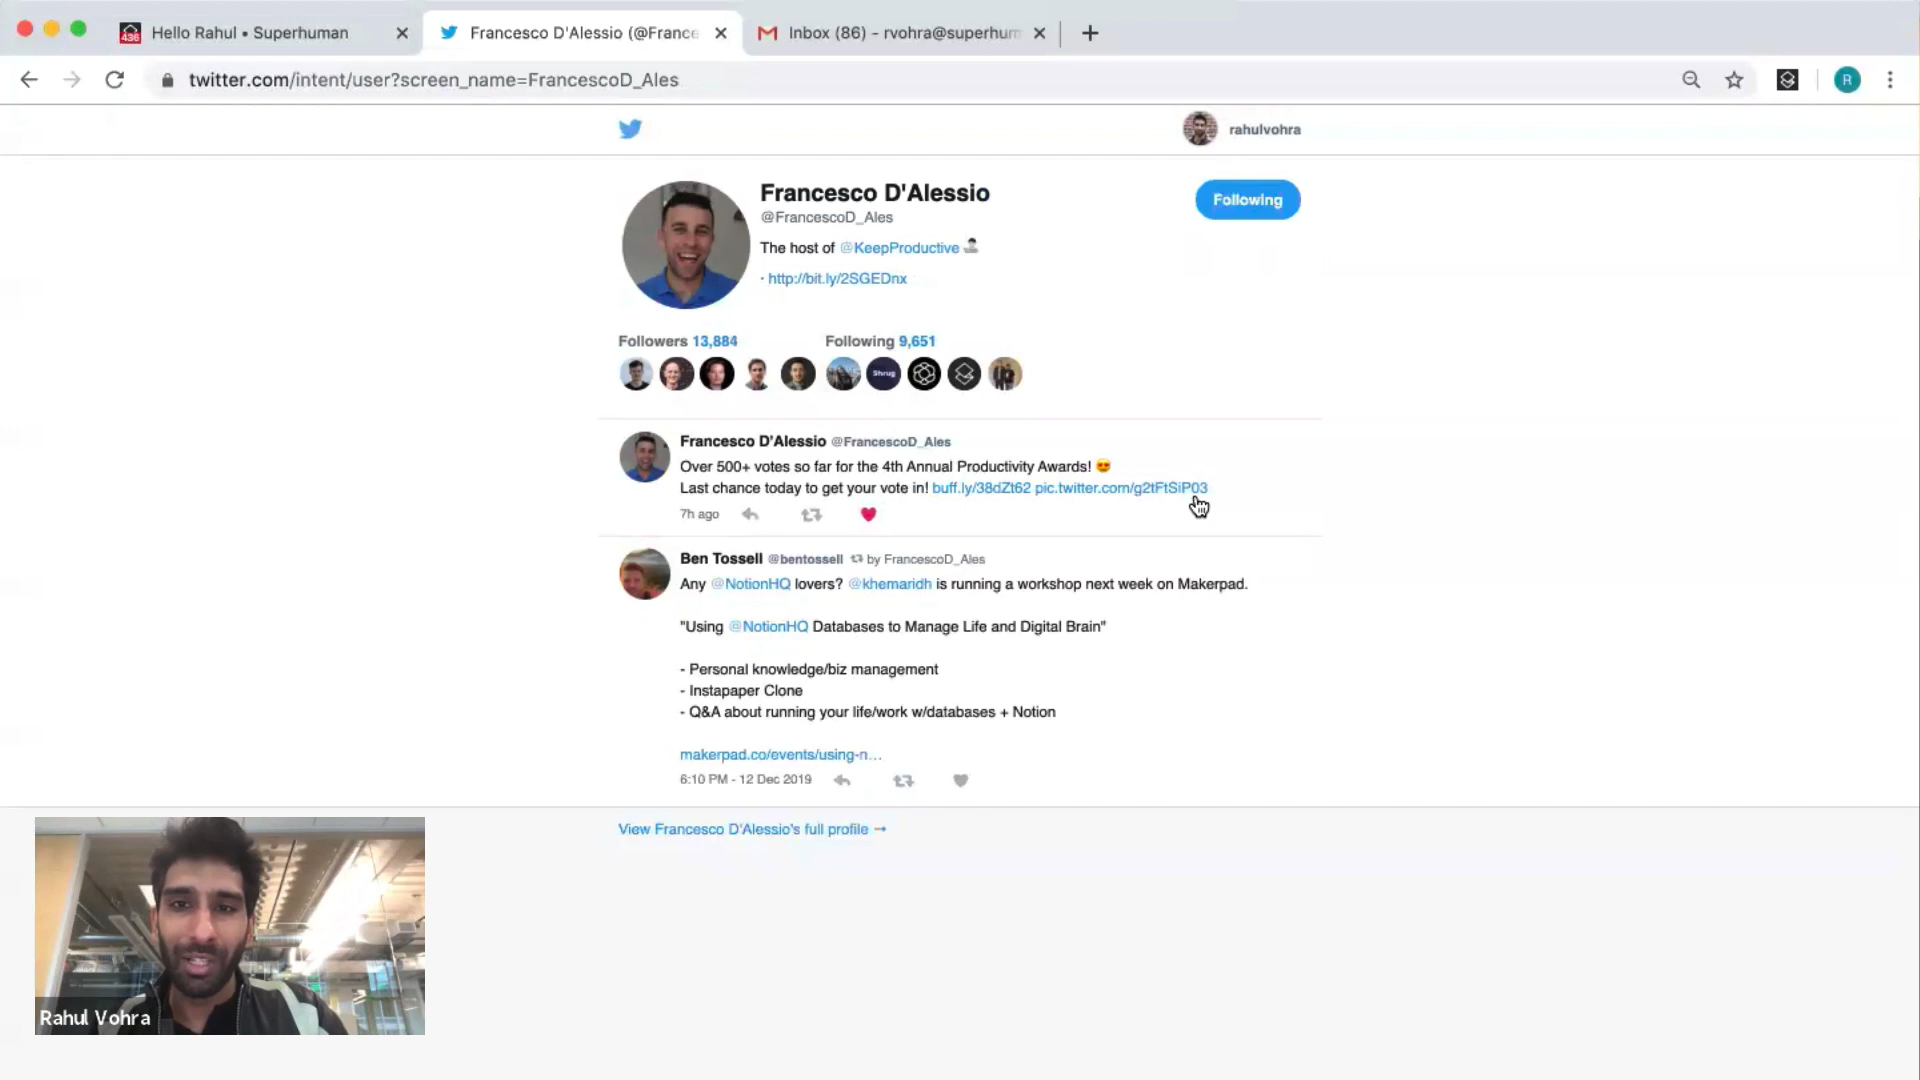 436
Hello Rahul • Superhuman
Francesco D'Alessio (@France
Inbox (86) - rvohra@superhum
twitter.com/intent/user?screen_name=FrancescoD_Ales
R
rahulvohra
Francesco D'Alessio
@FrancescoD_Ales
Following
The host of @KeepProductive
· http://bit.ly/2SGEDnx
Followers 13,884
Following 9,651
Shrug
Francesco D'Alessio @FrancescoD_Ales
Over 500+ votes so far for the 4th Annual Productivity Awards! 😍
Last chance today to get your vote in! buff.ly/38dZt62 pic.twitter.com/g2tFtSiP03
7h ago
Ben Tossell @bentossell by FrancescoD_Ales
Any @NotionHQ lovers? @khemaridh is running a workshop next week on Makerpad.
"Using @NotionHQ Databases to Manage Life and Digital Brain"
- Personal knowledge/biz management
- Instapaper Clone
- Q&A about running your life/work w/databases + Notion
makerpad.co/events/using-n…
6:10 PM - 12 Dec 2019
View Francesco D'Alessio's full profile →
Rahul Vohra